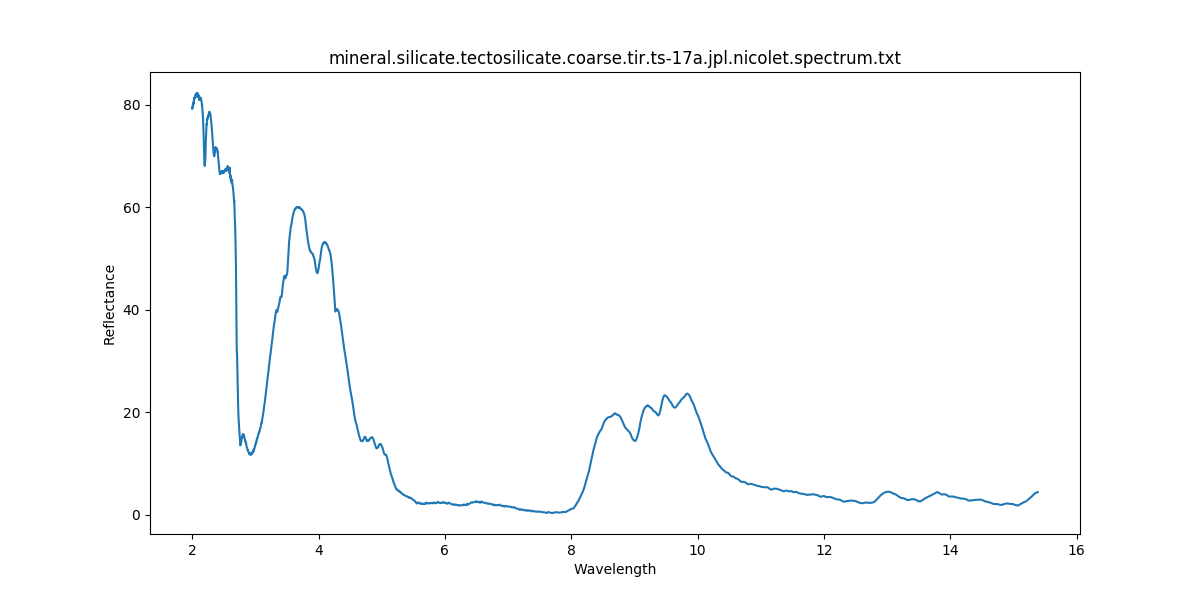 mineral.silicate.tectosilicate.coarse.tir.ts-17a.jpl.nicolet.spectrum.txt
80
60
40
20
0
Reflectance
2 4 6 8 10 12 14 16
Wavelength